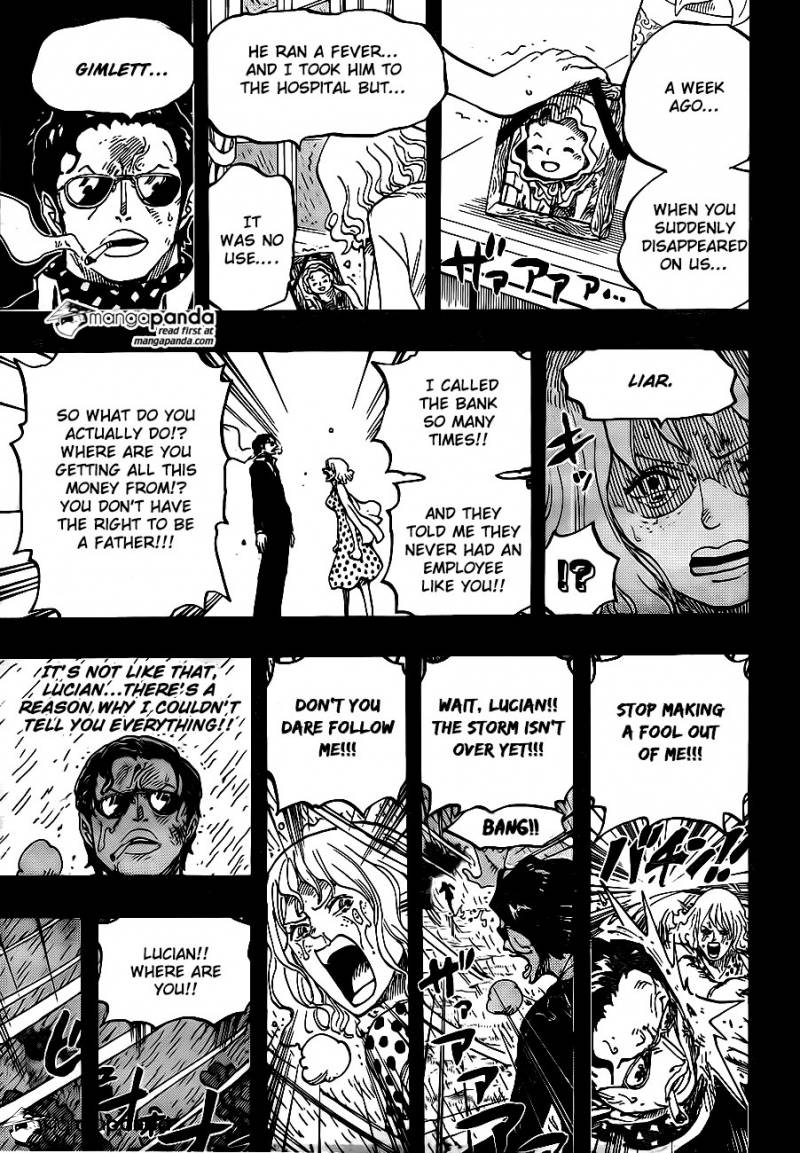 A WEEK
AGO...
WHEN YOU
SUDDENLY
DISAPPEARED
ON US...
ザァアァァ...
HE RAN A FEVER...
AND I TOOK HIM TO
THE HOSPITAL BUT...
IT
WAS NO
USE....
GIMLETT...
mangapanda
read first at
mangapanda.com
LIAR.
キッ
!?
I CALLED
THE BANK
SO MANY
TIMES!!
AND THEY
TOLD ME THEY
NEVER HAD AN
EMPLOYEE
LIKE YOU!!
SO WHAT DO YOU
ACTUALLY DO!?
WHERE ARE YOU
GETTING ALL THIS
MONEY FROM!?
YOU DON'T HAVE
THE RIGHT TO BE
A FATHER!!!
STOP MAKING
A FOOL OUT
OF ME!!!
バチン!!
WAIT, LUCIAN!!
THE STORM ISN'T
OVER YET!!!
BANG!!
ザァァァ
DON'T YOU
DARE FOLLOW
ME!!!
IT'S NOT LIKE THAT,
LUCIAN...THERE'S A
REASON WHY I COULDN'T
TELL YOU EVERYTHING!!
LUCIAN!!
WHERE ARE
YOU!!
mangapanda